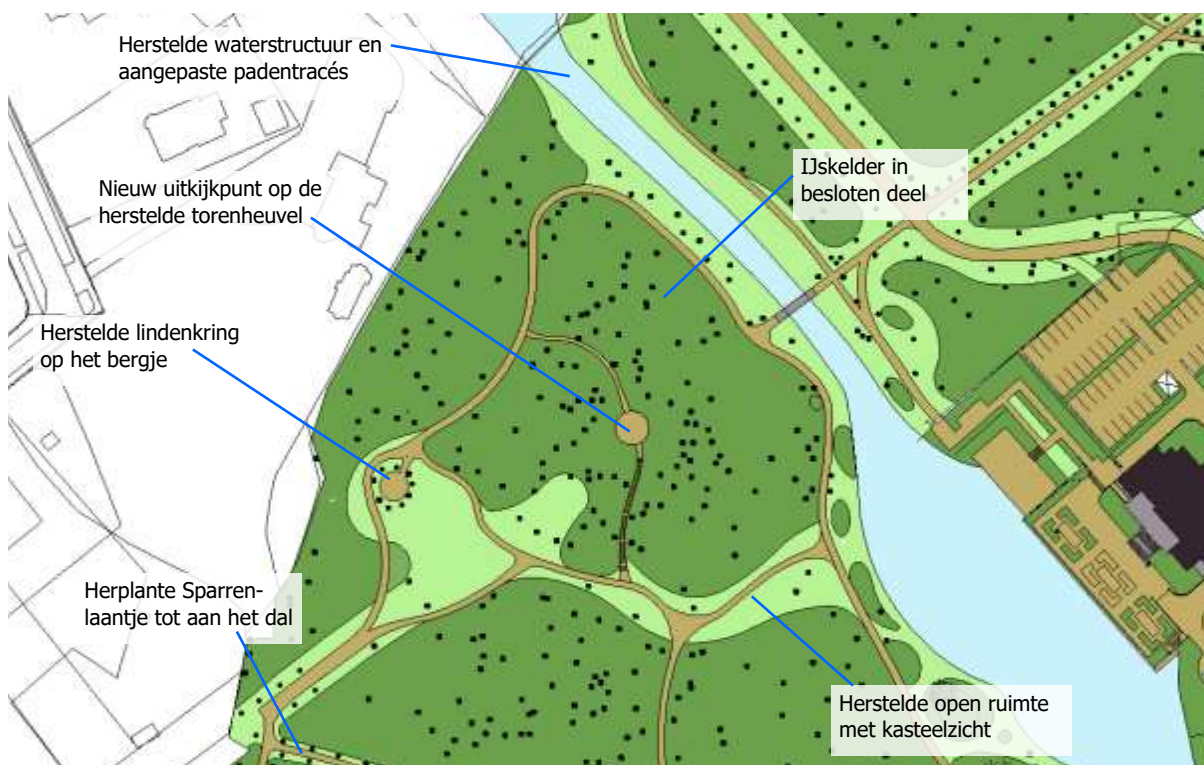 Herstelde waterstructuur en
aangepaste padentracés
IJskelder in
besloten deel
Nieuw uitkijkpunt op de
herstelde torenheuvel
Herstelde lindenkring
op het bergje
Herplante Sparren-
laantje tot aan het dal
Herstelde open ruimte
met kasteelzicht